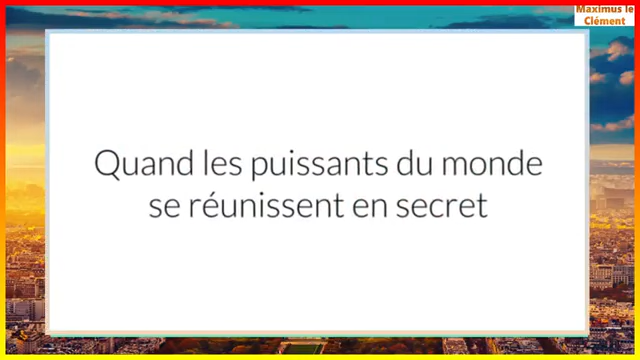 Maximus le
Clément
Quand les puissants du monde
se réunissent en secret